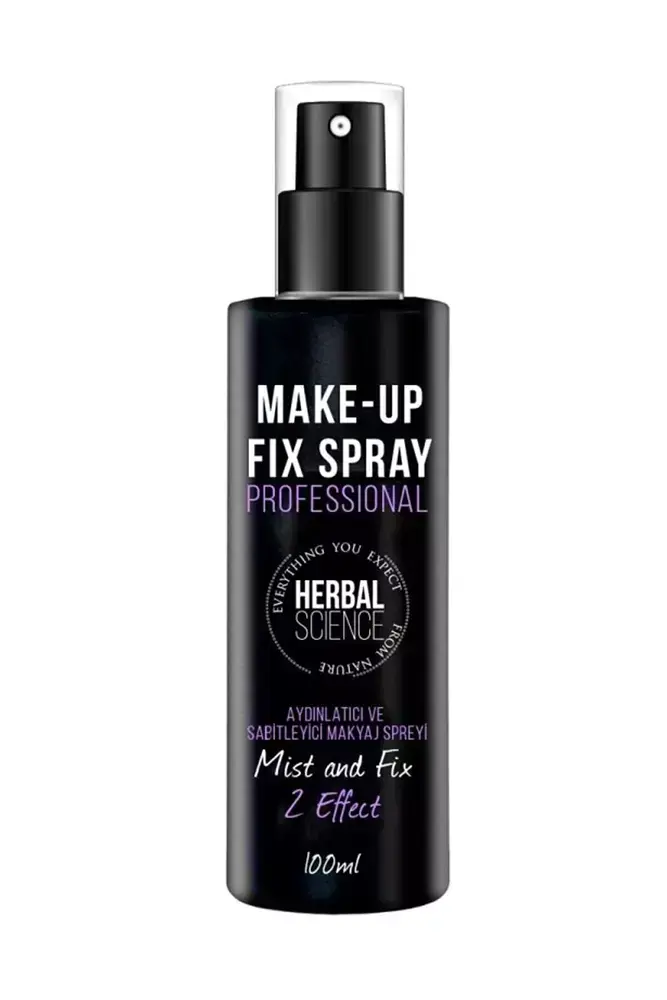 MAKE-UP
FIX SPRAY
PROFESSIONAL
EVERYTHING YOU EXPECT
FROM NATURE
HERBAL
SCIENCE
AYDINLATICI VE
SABİTLEYİCİ MAKYAJ SPREYİ
Mist and Fix
2 Effect
100ml